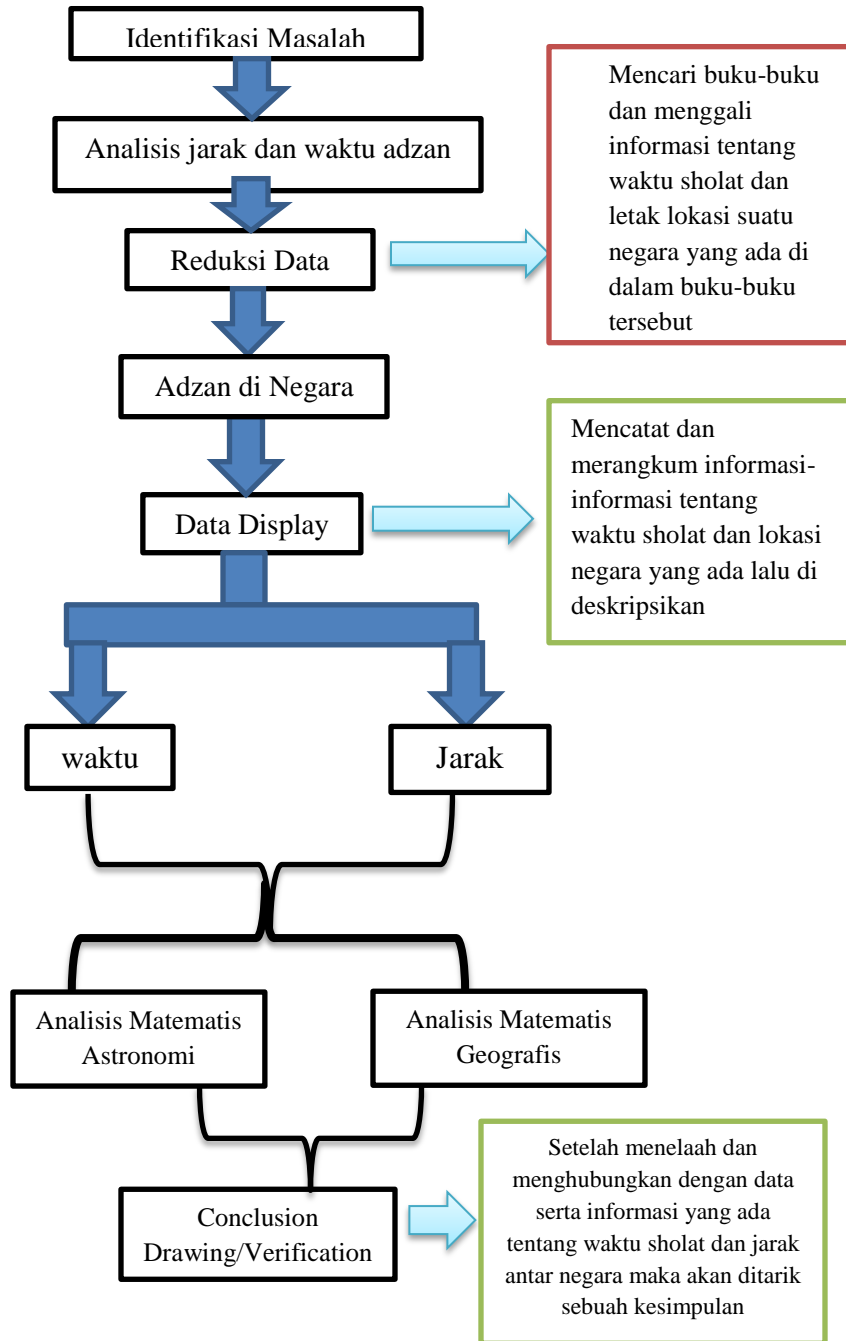 Identifikasi Masalah
Analisis jarak dan waktu adzan
Reduksi Data
Mencari buku-buku
dan menggali
informasi tentang
waktu sholat dan
letak lokasi suatu
negara yang ada di
dalam buku-buku
tersebut
Adzan di Negara
Data Display
Mencatat dan
merangkum informasi-
informasi tentang
waktu sholat dan lokasi
negara yang ada lalu di
deskripsikan
waktu
Jarak
Analisis Matematis
Astronomi
Analisis Matematis
Geografis
Conclusion
Drawing/Verification
Setelah menelaah dan
menghubungkan dengan data
serta informasi yang ada
tentang waktu sholat dan jarak
antar negara maka akan ditarik
sebuah kesimpulan